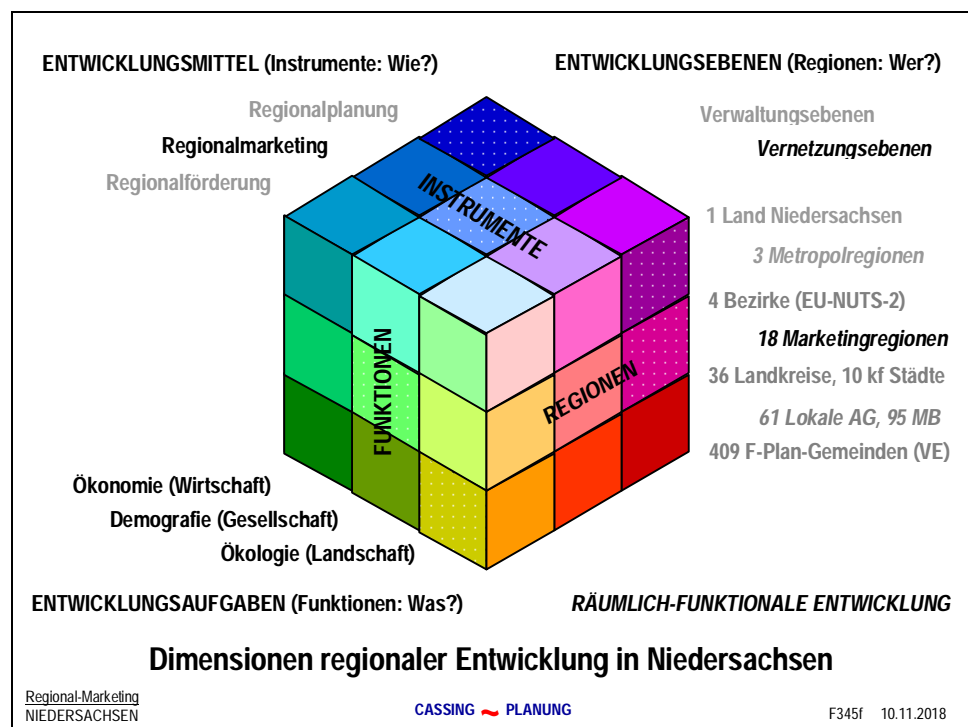 ENTWICKLUNGSMITTEL (Instrumente: Wie?)
ENTWICKLUNGSEBENEN (Regionen: Wer?)
Regionalplanung
Regionalmarketing
Regionalförderung
Verwaltungsebenen
Vernetzungsebenen
INSTRUMENTE
1 Land Niedersachsen
3 Metropolregionen
4 Bezirke (EU-NUTS-2)
18 Marketingregionen
36 Landkreise, 10 kf Städte
61 Lokale AG, 95 MB
409 F-Plan-Gemeinden (VE)
FUNKTIONEN
REGIONEN
Ökonomie (Wirtschaft)
Demografie (Gesellschaft)
Ökologie (Landschaft)
ENTWICKLUNGSAUFGABEN (Funktionen: Was?)
RÄUMLICH-FUNKTIONALE ENTWICKLUNG
Dimensionen regionaler Entwicklung in Niedersachsen
Regional-Marketing
NIEDERSACHSEN
CASSING ~ PLANUNG
F345f 10.11.2018